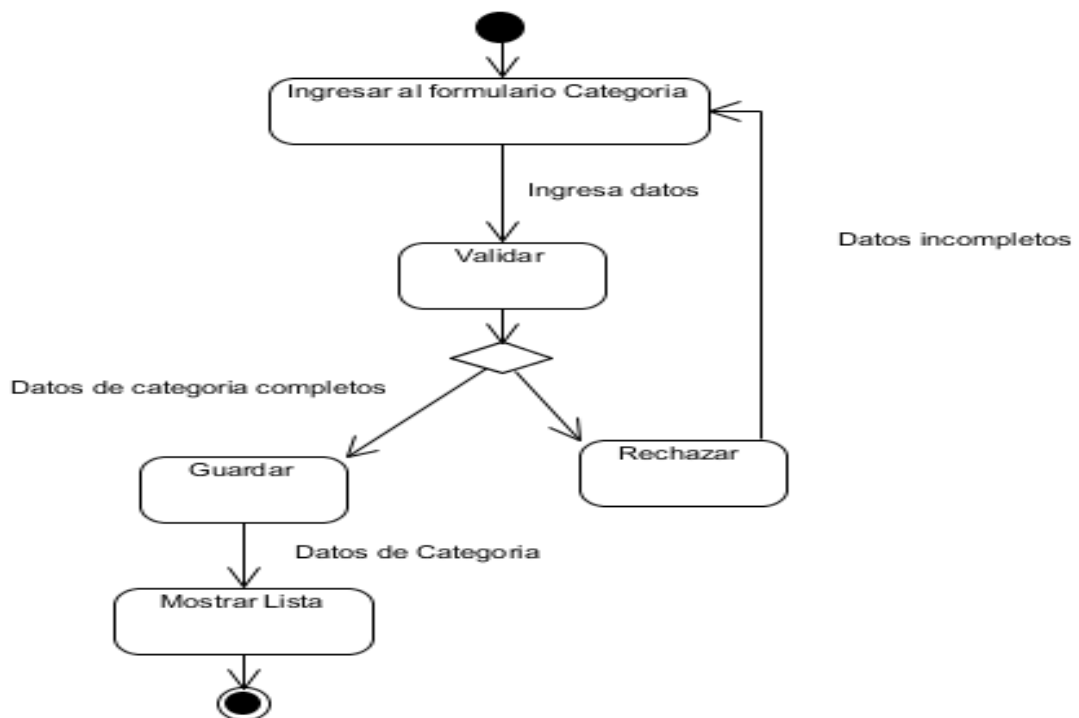 Ingresar al formulario Categoria
Ingresa datos
Datos incompletos
Validar
Datos de categoria completos
Guardar
Rechazar
Datos de Categoria
Mostrar Lista